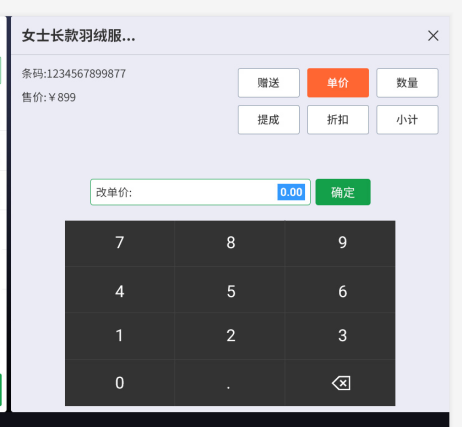 女士长款羽绒服...
条码:1234567899877
售价:￥899
赠送 单价 数量
提成 折扣 小计
改单价: 0.00 确定
7 8 9
4 5 6
1 2 3
0 .